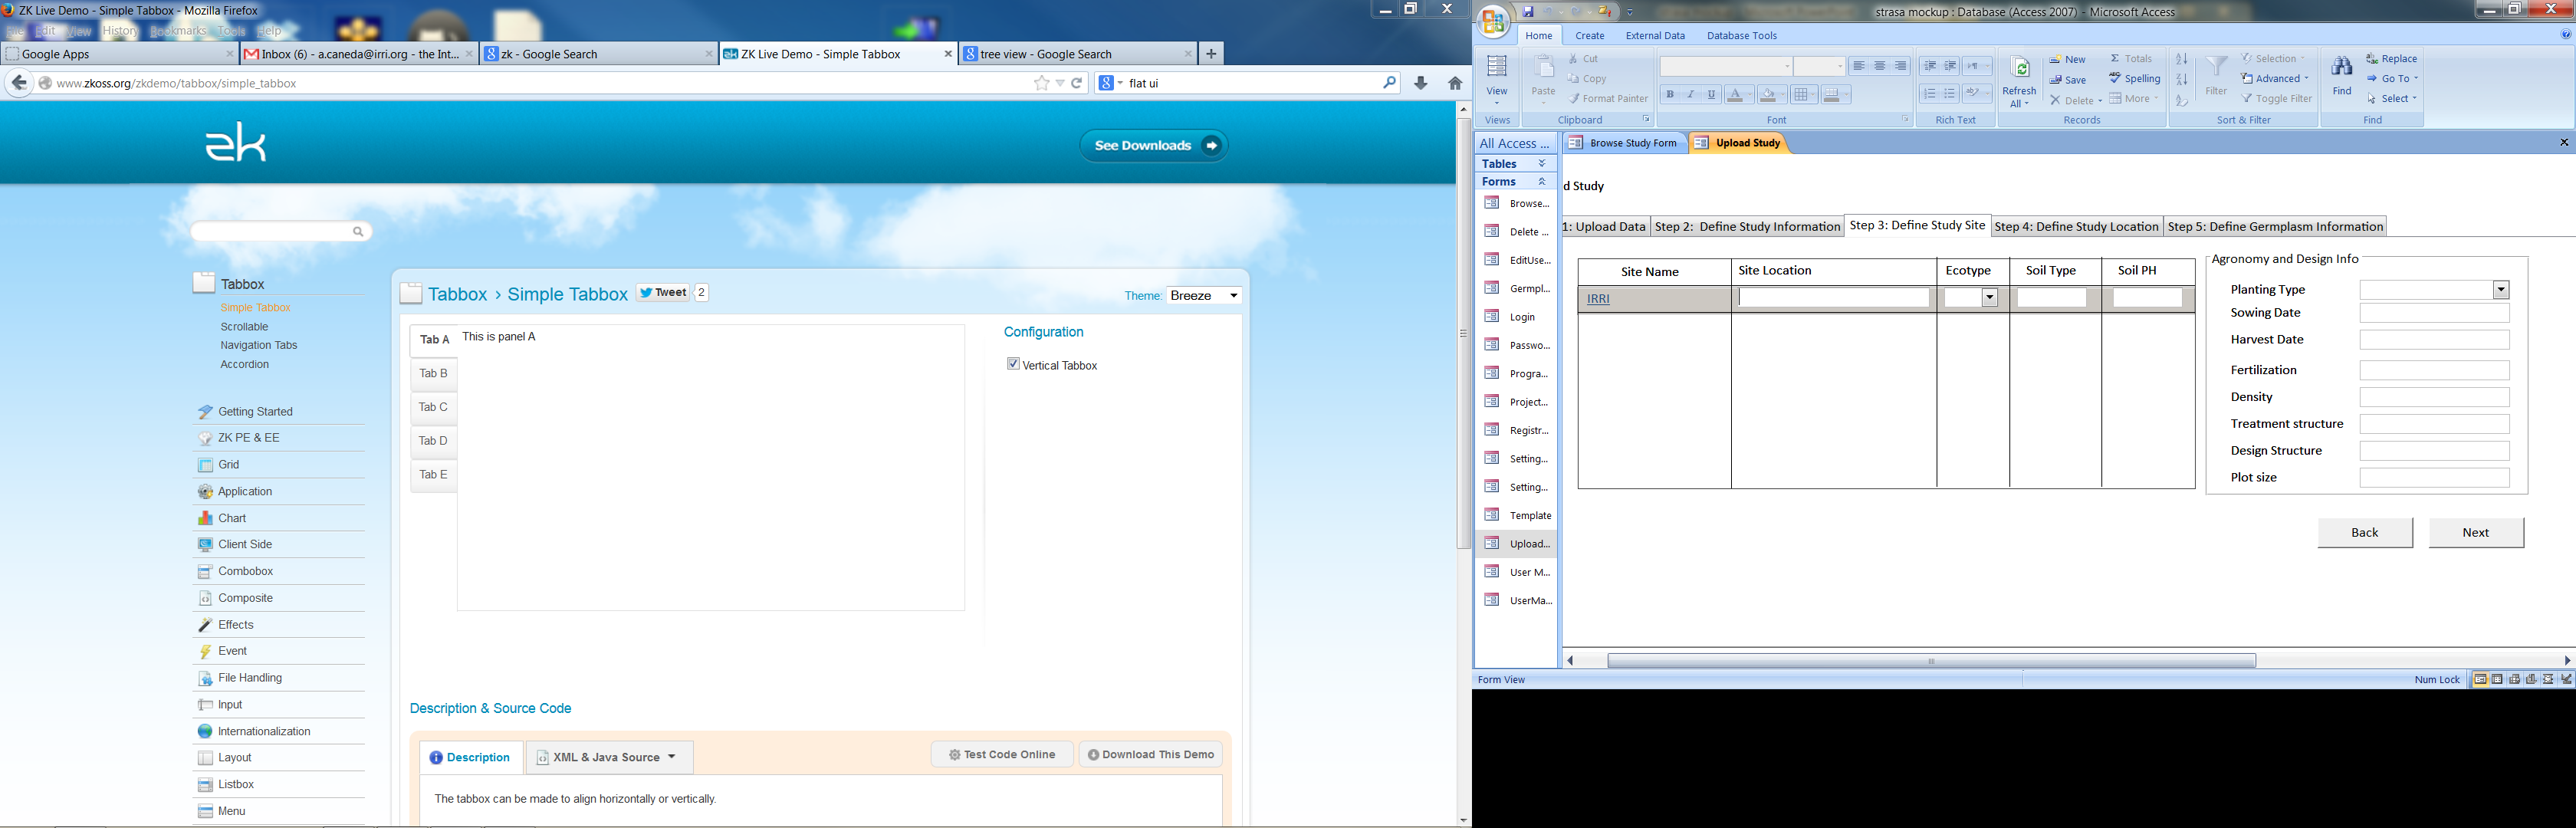 ZK Live Demo - Simple Tabbox - Mozilla Firefox
File Edit View History Bookmarks Tools Help
Google Apps
Inbox (6) - a.caneda@irri.org - the Int...
zk - Google Search
ZK Live Demo - Simple Tabbox
tree view - Google Search
www.zkoss.org/zkdemo/tabbox/simple_tabbox
flat ui
zk
See Downloads
Tabbox
Simple Tabbox
Scrollable
Navigation Tabs
Accordion
Getting Started
ZK PE & EE
Grid
Application
Chart
Client Side
Combobox
Composite
Effects
Event
File Handling
Input
Internationalization
Layout
Listbox
Menu
Tabbox › Simple Tabbox
Tweet 2
Theme: Breeze
Tab A
Tab B
Tab C
Tab D
Tab E
This is panel A
Configuration
Vertical Tabbox
Description & Source Code
Description
XML & Java Source
Test Code Online
Download This Demo
The tabbox can be made to align horizontally or vertically.
strasa mockup : Database (Access 2007) - Microsoft Access
Home Create External Data Database Tools
View
Views
Paste
Cut
Copy
Format Painter
Clipboard
B I U A
Font
Rich Text
Refresh All
New
Save
Delete
Totals
Spelling
More
Records
Filter
Selection
Advanced
Toggle Filter
Sort & Filter
Find
Replace
Go To
Select
Find
All Access ...
Tables
Forms
Browse...
Delete ...
EditUse...
Germpl...
Login
Passwo...
Progra...
Project...
Registr...
Setting...
Setting...
Template
Upload...
User M...
UserMa...
Browse Study Form
Upload Study
d Study
1: Upload Data
Step 2: Define Study Information
Step 3: Define Study Site
Step 4: Define Study Location
Step 5: Define Germplasm Information
Site Name Site Location Ecotype Soil Type Soil PH
IRRI
Agronomy and Design Info
Planting Type
Sowing Date
Harvest Date
Fertilization
Density
Treatment structure
Design Structure
Plot size
Back
Next
Form View
Num Lock